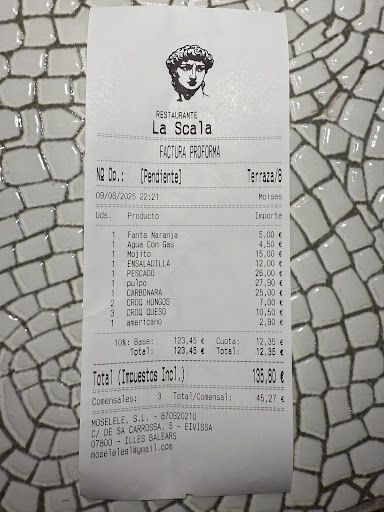 RESTAURANTE
La Scala
FACTURA PROFORMA
Nº Op.: [Pendiente] Terraza/8
09/08/2025 22:21 Moises
Uds. Producto Importe
1 Fanta Naranja 5,00 €
1 Agua Con Gas 4,50 €
1 Mojito 15,00 €
1 ENSALADILLA 12,00 €
1 PESCADO 26,00 €
1 pulpo 27,90 €
1 CARBONARA 25,00 €
2 CROQ HONGOS 7,00 €
3 CROQ QUESO 10,50 €
1 americano 2,90 €
10%: Base: 123,45 € Cuota: 12,35 €
Total: 123,45 € Total: 12,35 €
Total (Impuestos Incl.) 135,80 €
Comensales: 3 Total/Comensal: 45,27 €
MOSELELE, S.L. - B70920210
C/ DE SA CARROSSA, 5 - EIVISSA
07800 - ILLES BALEARS
moselelesl@gmail.com